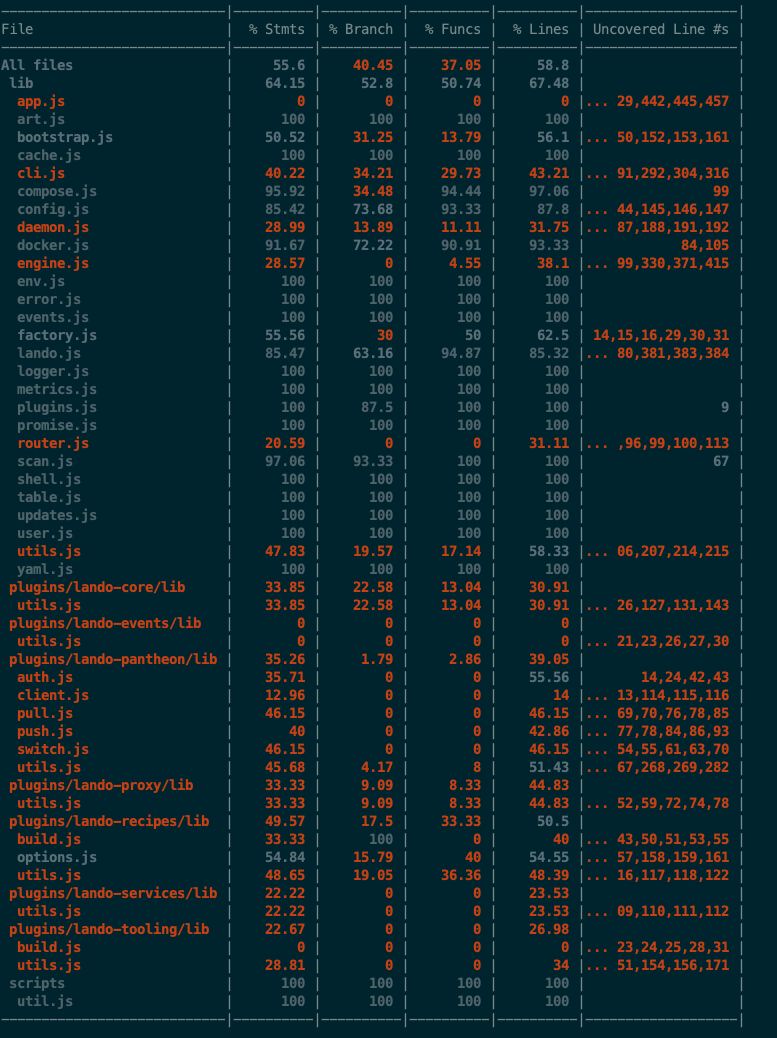 File | % Stmts | % Branch | % Funcs | % Lines | Uncovered Line #s |
All files | 55.6 | 40.45 | 37.05 | 58.8 | |
lib | 64.15 | 52.8 | 50.74 | 67.48 | |
app.js | 0 | 0 | 0 | 0 |... 29,442,445,457 |
art.js | 100 | 100 | 100 | 100 | |
bootstrap.js | 50.52 | 31.25 | 13.79 | 56.1 |... 50,152,153,161 |
cache.js | 100 | 100 | 100 | 100 | |
cli.js | 40.22 | 34.21 | 29.73 | 43.21 |... 91,292,304,316 |
compose.js | 95.92 | 34.48 | 94.44 | 97.06 | 99 |
config.js | 85.42 | 73.68 | 93.33 | 87.8 |... 44,145,146,147 |
daemon.js | 28.99 | 13.89 | 11.11 | 31.75 |... 87,188,191,192 |
docker.js | 91.67 | 72.22 | 90.91 | 93.33 | 84,105 |
engine.js | 28.57 | 0 | 4.55 | 38.1 |... 99,330,371,415 |
env.js | 100 | 100 | 100 | 100 | |
error.js | 100 | 100 | 100 | 100 | |
events.js | 100 | 100 | 100 | 100 | |
factory.js | 55.56 | 30 | 50 | 62.5 | 14,15,16,29,30,31 |
lando.js | 85.47 | 63.16 | 94.87 | 85.32 |... 80,381,383,384 |
logger.js | 100 | 100 | 100 | 100 | |
metrics.js | 100 | 100 | 100 | 100 | |
plugins.js | 100 | 87.5 | 100 | 100 | 9 |
promise.js | 100 | 100 | 100 | 100 | |
router.js | 20.59 | 0 | 0 | 31.11 |... ,96,99,100,113 |
scan.js | 97.06 | 93.33 | 100 | 100 | 67 |
shell.js | 100 | 100 | 100 | 100 | |
table.js | 100 | 100 | 100 | 100 | |
updates.js | 100 | 100 | 100 | 100 | |
user.js | 100 | 100 | 100 | 100 | |
utils.js | 47.83 | 19.57 | 17.14 | 58.33 |... 06,207,214,215 |
yaml.js | 100 | 100 | 100 | 100 | |
plugins/lando-core/lib | 33.85 | 22.58 | 13.04 | 30.91 | |
utils.js | 33.85 | 22.58 | 13.04 | 30.91 |... 26,127,131,143 |
plugins/lando-events/lib | 0 | 0 | 0 | 0 | |
utils.js | 0 | 0 | 0 | 0 |... 21,23,26,27,30 |
plugins/lando-pantheon/lib | 35.26 | 1.79 | 2.86 | 39.05 | |
auth.js | 35.71 | 0 | 0 | 55.56 | 14,24,42,43 |
client.js | 12.96 | 0 | 0 | 14 |... 13,114,115,116 |
pull.js | 46.15 | 0 | 0 | 46.15 |... 69,70,76,78,85 |
push.js | 40 | 0 | 0 | 42.86 |... 77,78,84,86,93 |
switch.js | 46.15 | 0 | 0 | 46.15 |... 54,55,61,63,70 |
utils.js | 45.68 | 4.17 | 8 | 51.43 |... 67,268,269,282 |
plugins/lando-proxy/lib | 33.33 | 9.09 | 8.33 | 44.83 | |
utils.js | 33.33 | 9.09 | 8.33 | 44.83 |... 52,59,72,74,78 |
plugins/lando-recipes/lib | 49.57 | 17.5 | 33.33 | 50.5 | |
build.js | 33.33 | 100 | 0 | 40 |... 43,50,51,53,55 |
options.js | 54.84 | 15.79 | 40 | 54.55 |... 57,158,159,161 |
utils.js | 48.65 | 19.05 | 36.36 | 48.39 |... 16,117,118,122 |
plugins/lando-services/lib | 22.22 | 0 | 0 | 23.53 | |
utils.js | 22.22 | 0 | 0 | 23.53 |... 09,110,111,112 |
plugins/lando-tooling/lib | 22.67 | 0 | 0 | 26.98 | |
build.js | 0 | 0 | 0 | 0 |... 23,24,25,28,31 |
utils.js | 28.81 | 0 | 0 | 34 |... 51,154,156,171 |
scripts | 100 | 100 | 100 | 100 | |
util.js | 100 | 100 | 100 | 100 | |